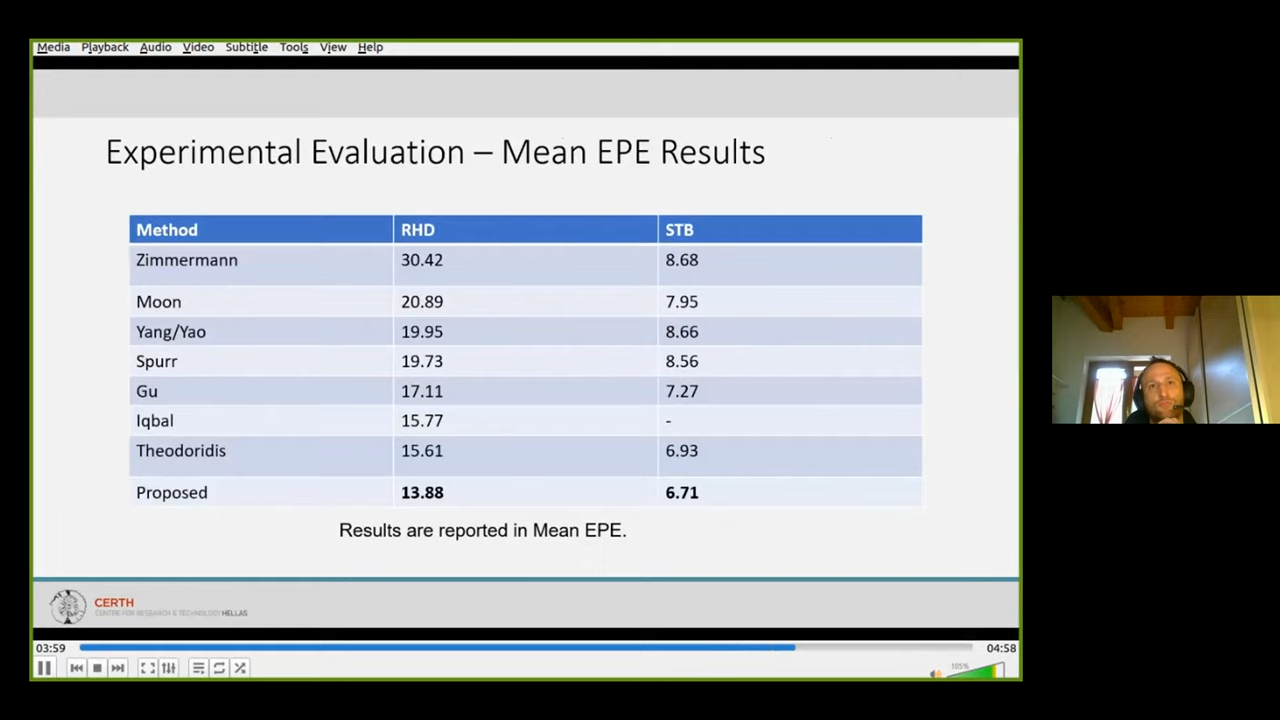 Media Playback Audio Video Subtitle Tools View Help
Experimental Evaluation – Mean EPE Results
Method RHD STB
Zimmermann 30.42 8.68
Moon 20.89 7.95
Yang/Yao 19.95 8.66
Spurr 19.73 8.56
Gu 17.11 7.27
Iqbal 15.77 -
Theodoridis 15.61 6.93
Proposed 13.88 6.71
Results are reported in Mean EPE.
CERTH
CENTRE FOR RESEARCH & TECHNOLOGY HELLAS
03:59 04:58
105%